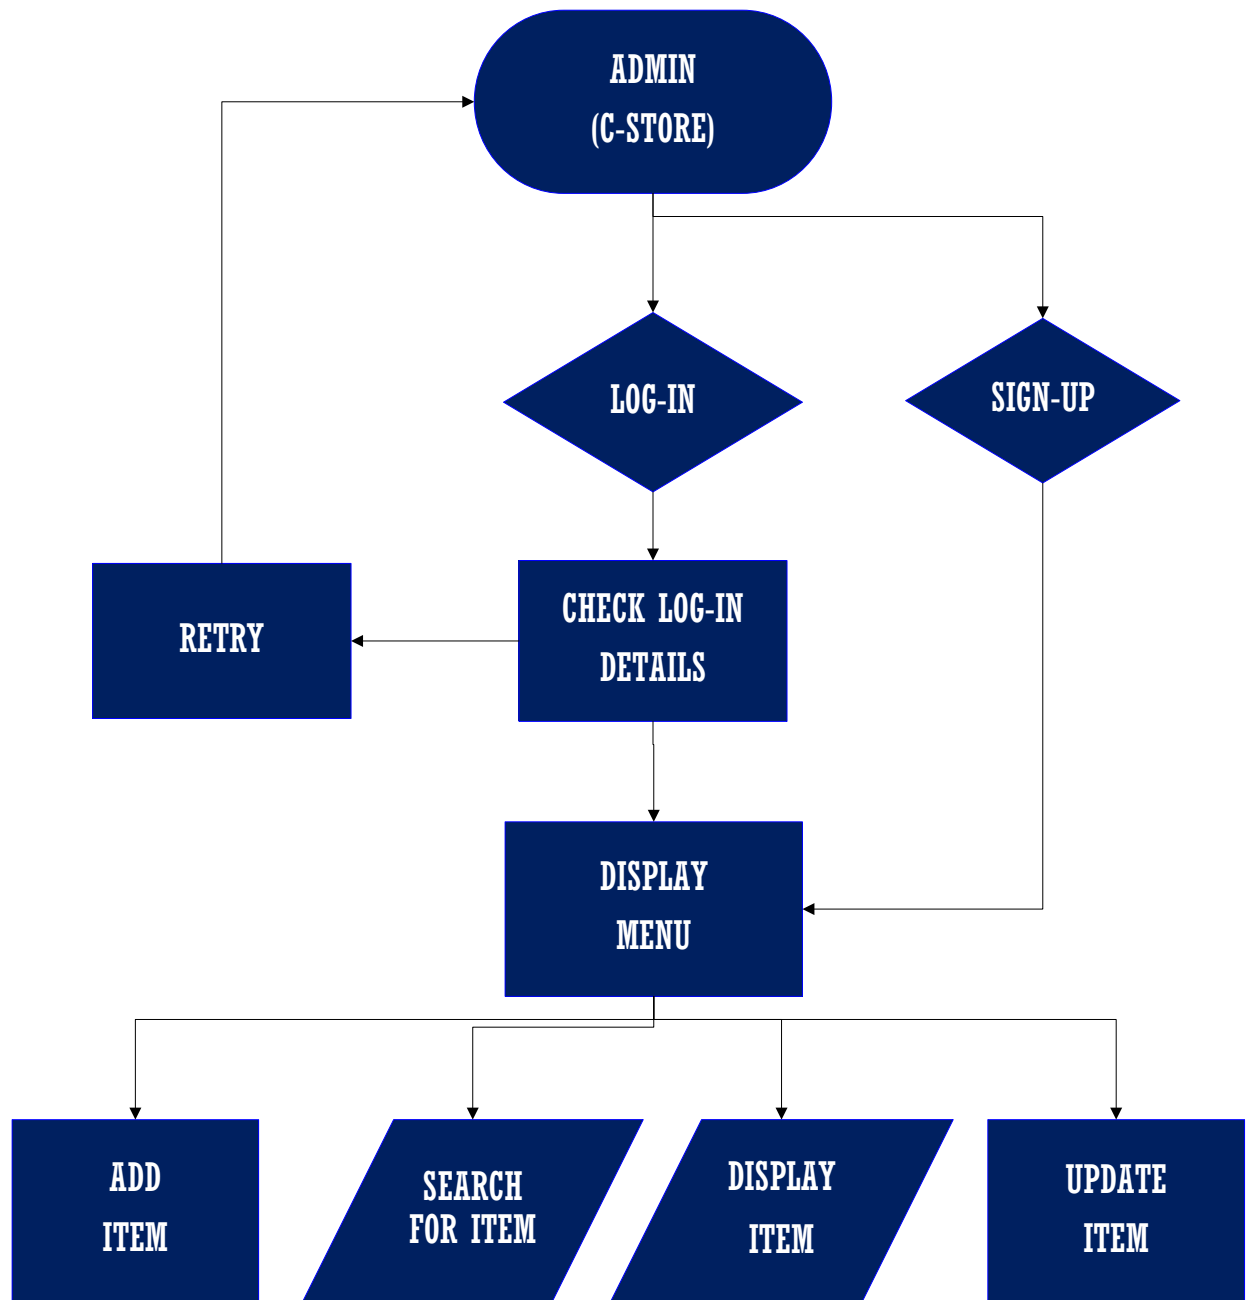 ADMIN
(C-STORE)
LOG-IN
SIGN-UP
RETRY
CHECK LOG-IN
DETAILS
DISPLAY
MENU
ADD
ITEM
SEARCH
FOR ITEM
DISPLAY
ITEM
UPDATE
ITEM